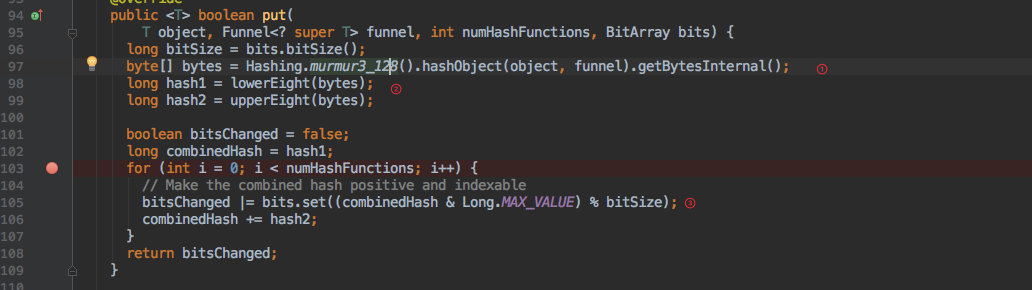 94 public <T> boolean put(
95 T object, Funnel<? super T> funnel, int numHashFunctions, BitArray bits) {
96 long bitSize = bits.bitSize();
97 byte[] bytes = Hashing.murmur3_128().hashObject(object, funnel).getBytesInternal(); ①
98 long hash1 = lowerEight(bytes); ②
99 long hash2 = upperEight(bytes);
100
101 boolean bitsChanged = false;
102 long combinedHash = hash1;
103 for (int i = 0; i < numHashFunctions; i++) {
104 // Make the combined hash positive and indexable
105 bitsChanged |= bits.set((combinedHash & Long.MAX_VALUE) % bitSize); ③
106 combinedHash += hash2;
107 }
108 return bitsChanged;
109 }
110